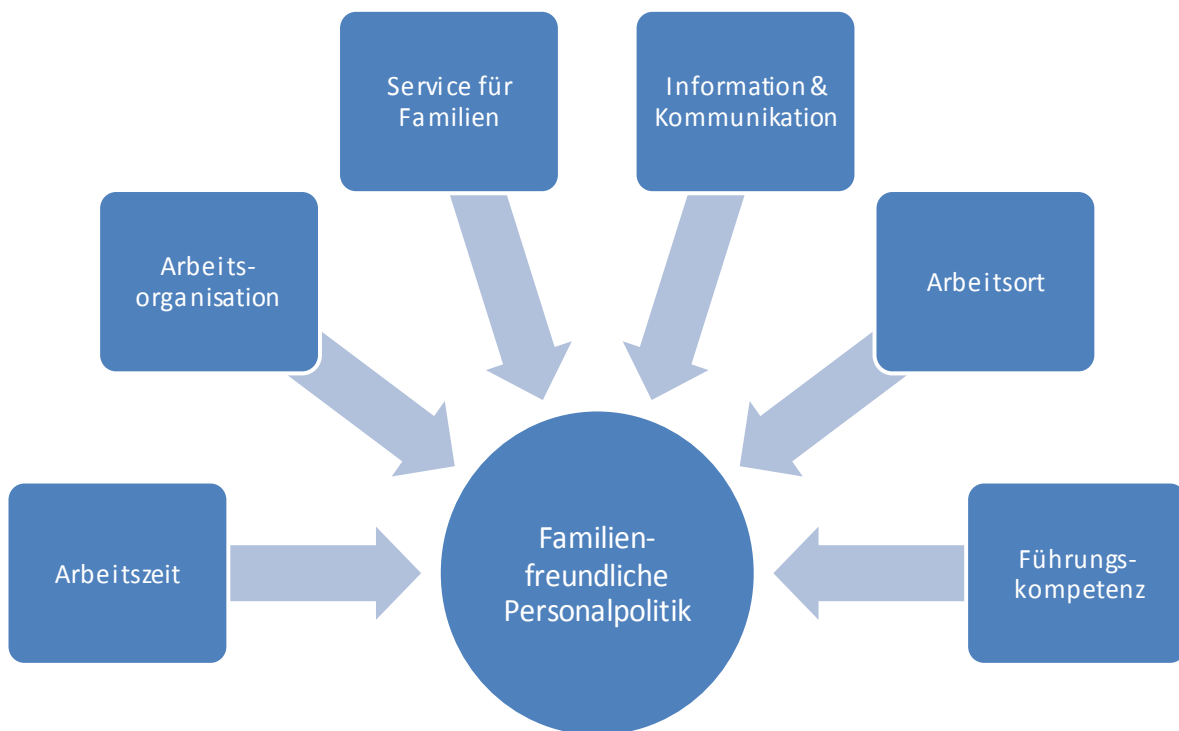 Service für
Familien
Information &
Kommunikation
Arbeits-
organisation
Arbeitsort
Arbeitszeit
Familien-
freundliche
Personalpolitik
Führungs-
kompetenz